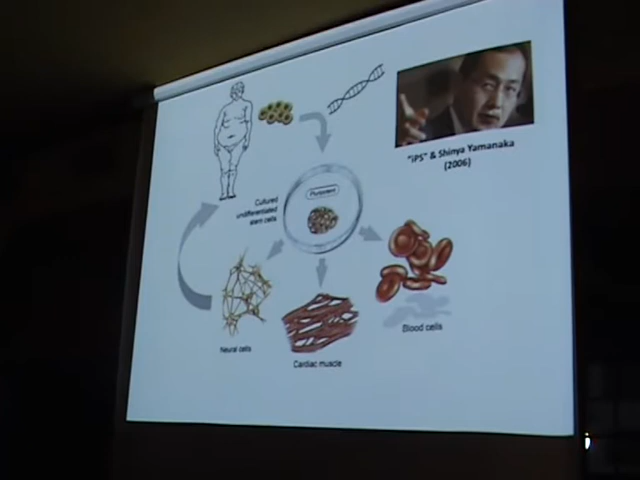 "iPS" & Shinya Yamanaka
(2006)
Pluripotent
Cultured
undifferentiated
stem cells
Neural cells
Cardiac muscle
Blood cells